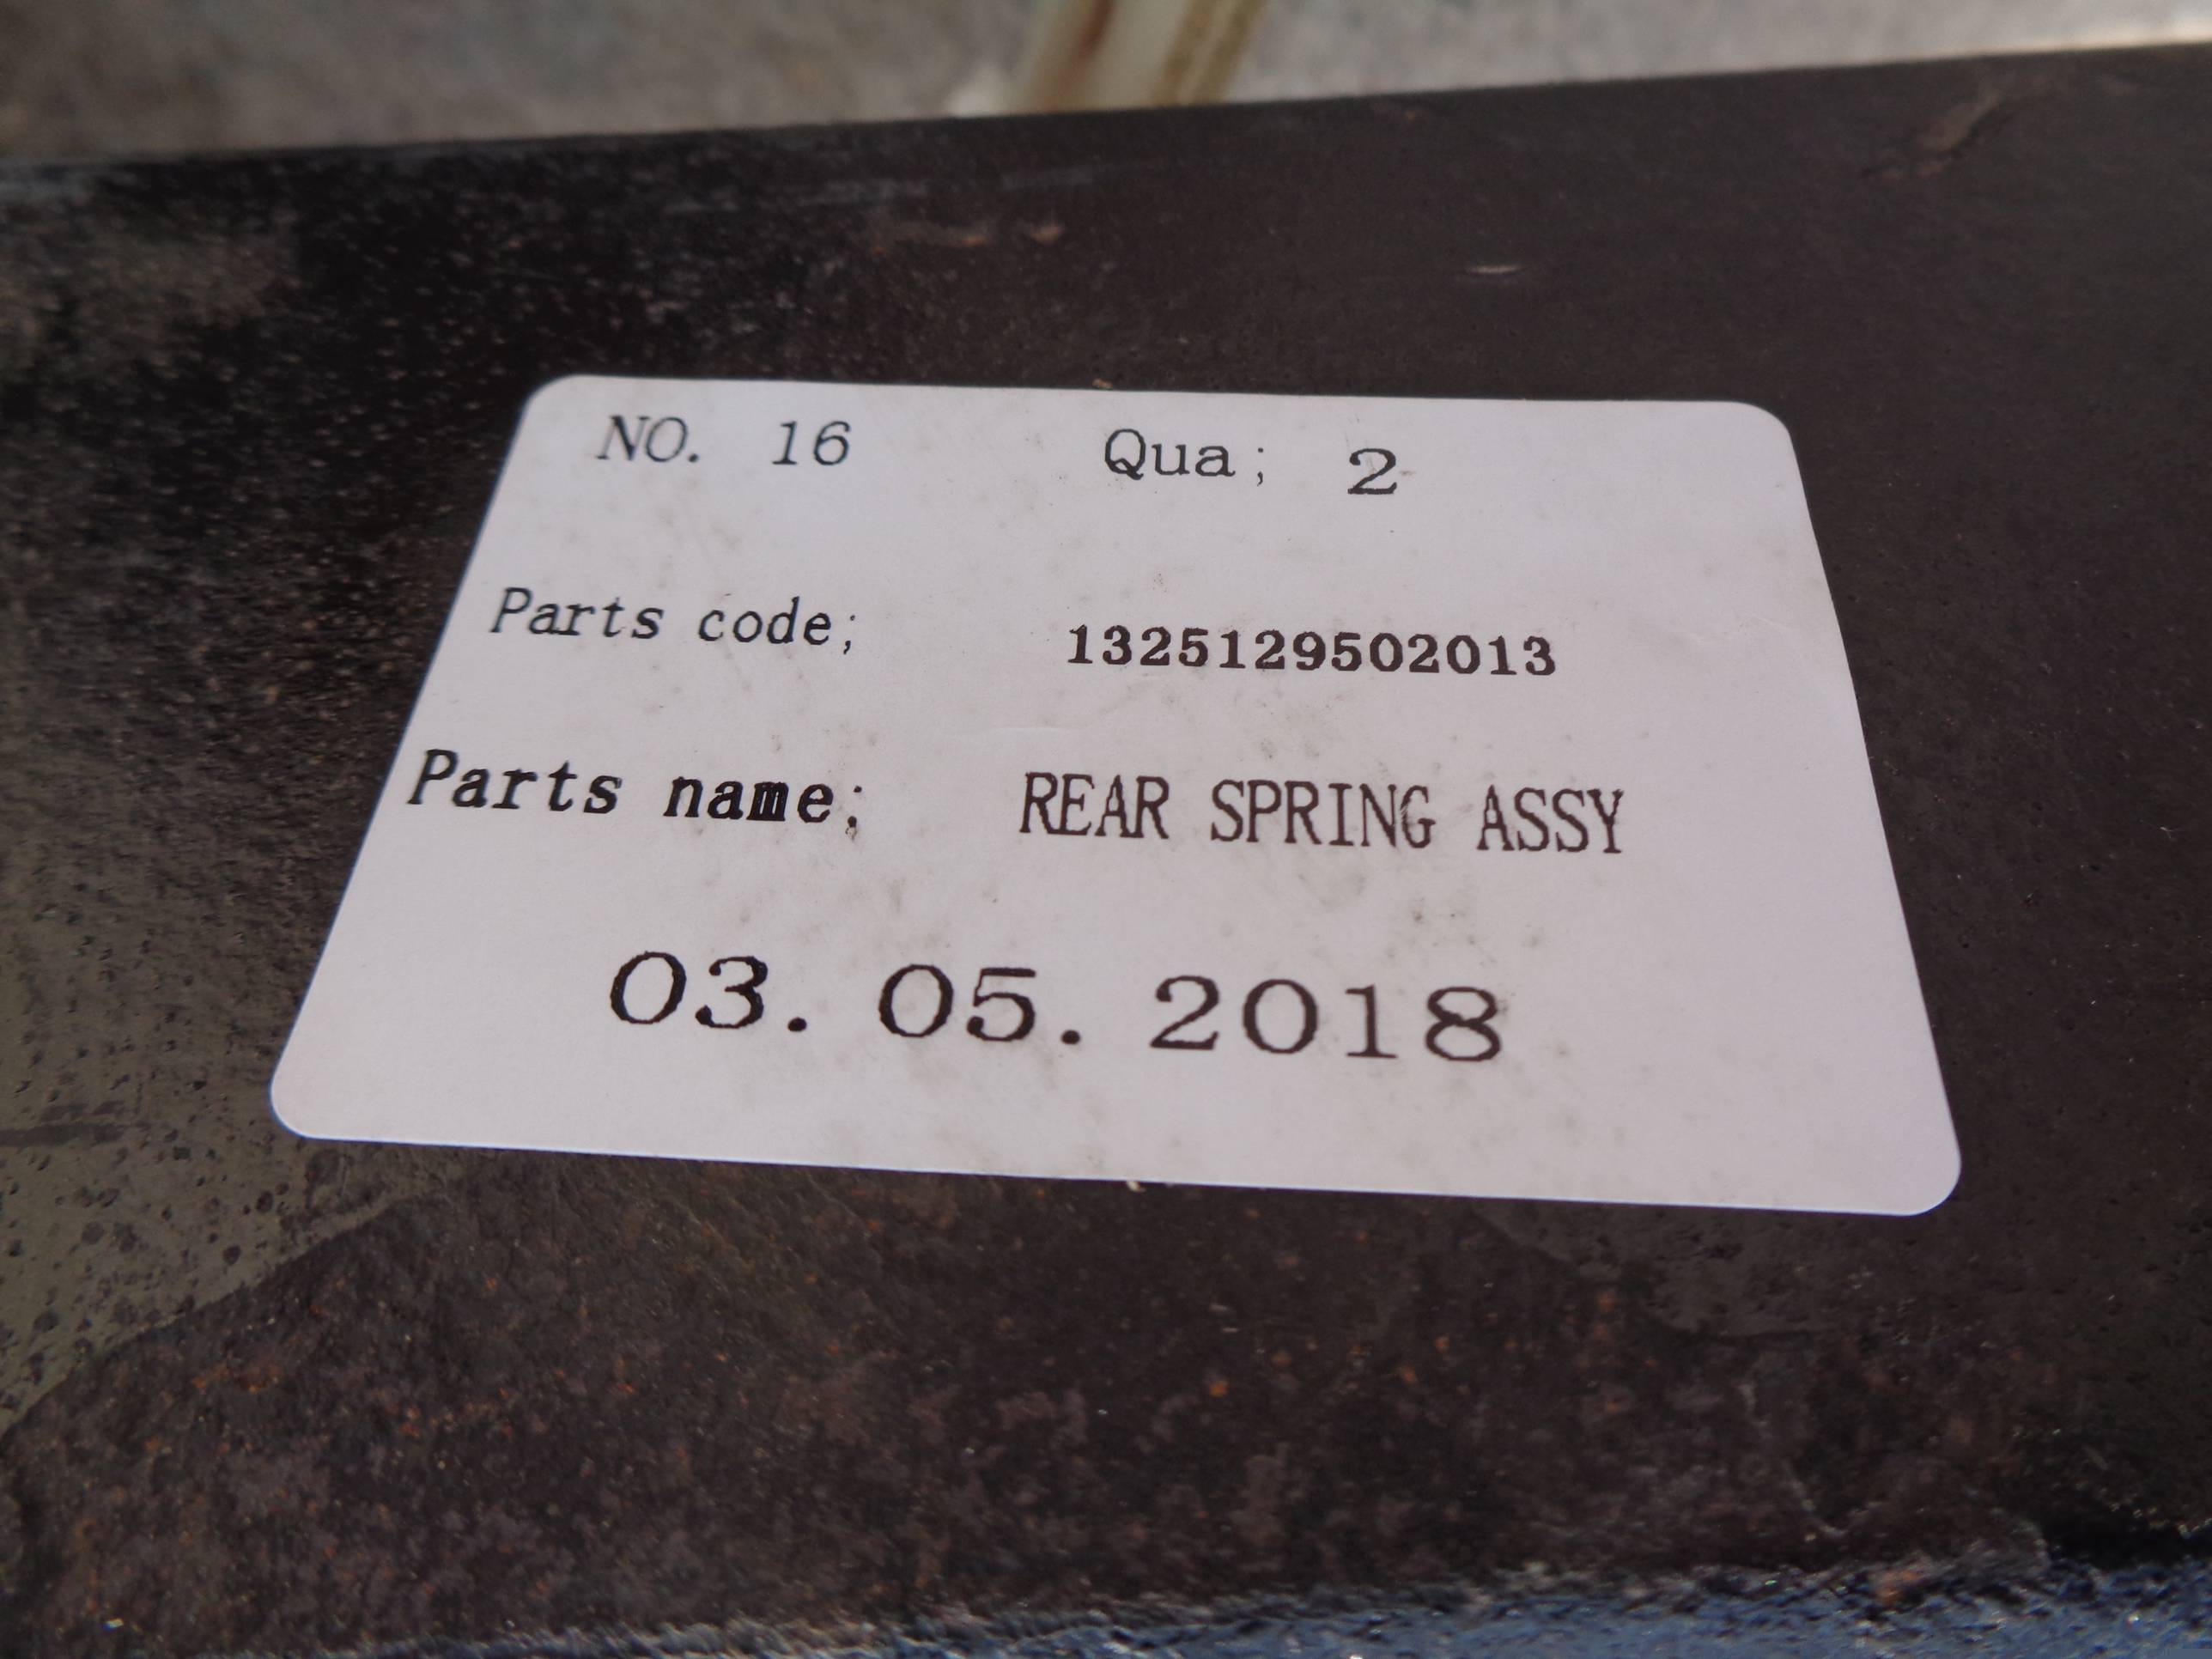 NO. 16 Qua; 2
Parts code; 1325129502013
Parts name; REAR SPRING ASSY
03. 05. 2018